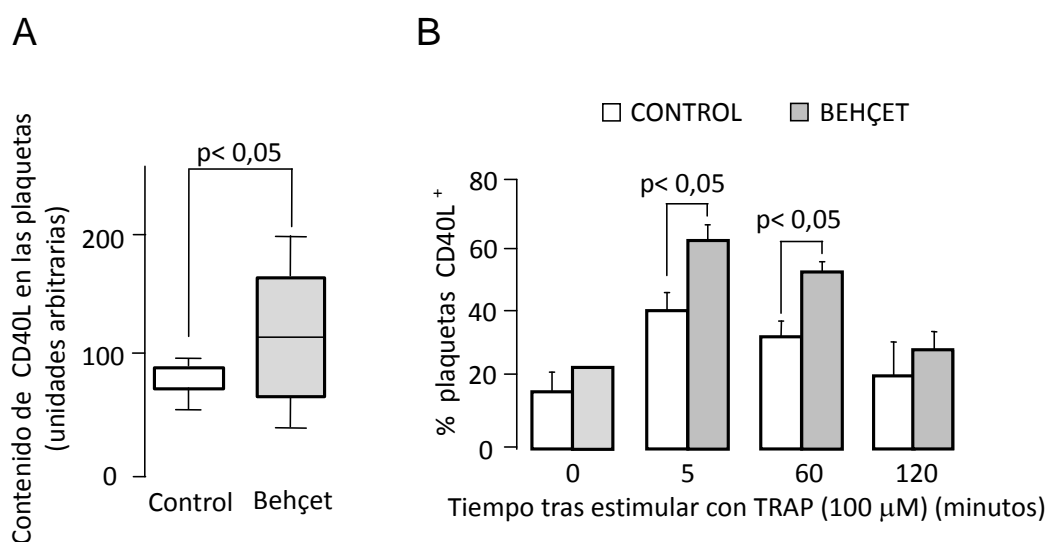 A
Contenido de CD40L en las plaquetas
(unidades arbitrarias)
p< 0,05
200
100
0
Control
Behçet
B
CONTROL
BEHÇET
% plaquetas CD40L+
80
60
40
20
0
p< 0,05
p< 0,05
0
5
60
120
Tiempo tras estimular con TRAP (100 μM) (minutos)